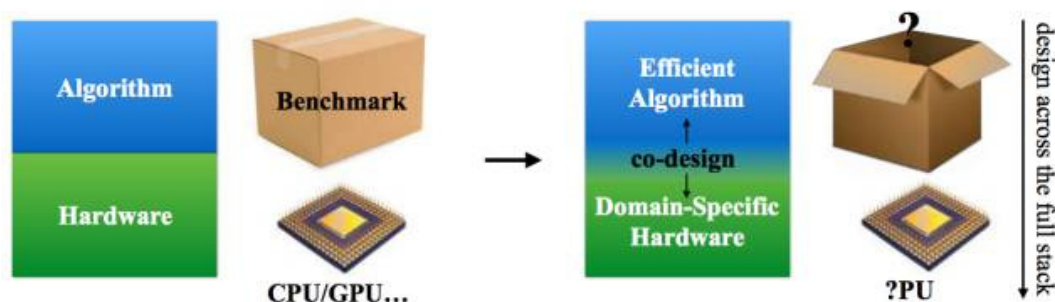 Algorithm
Hardware
Benchmark
CPU/GPU...
Efficient
Algorithm
co-design
Domain-Specific
Hardware
?
?PU
design across the full stack